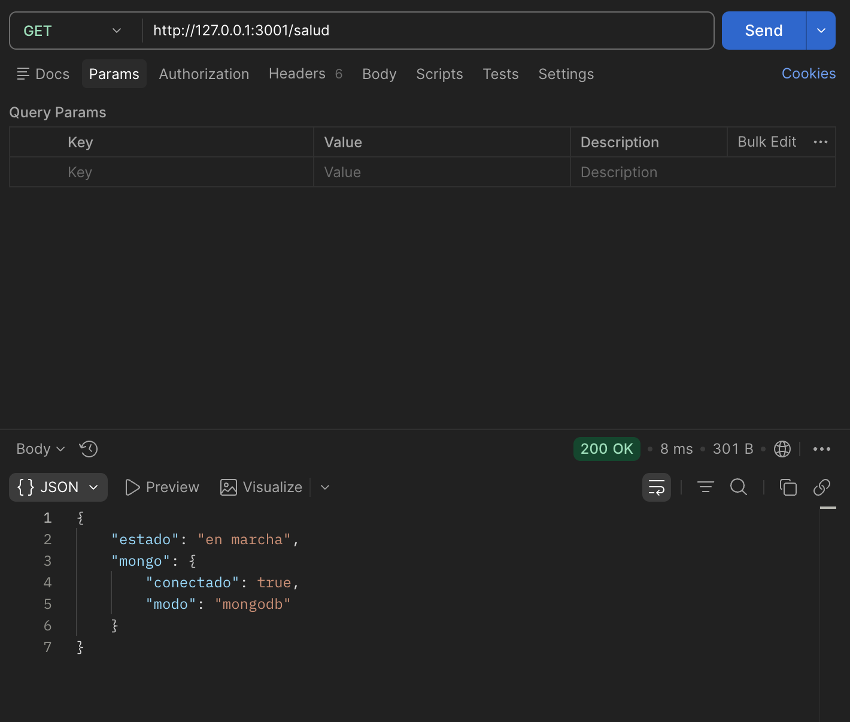 GET http://127.0.0.1:3001/salud Send
Docs Params Authorization Headers 6 Body Scripts Tests Settings Cookies
Query Params
Key Value Description Bulk Edit ...
Key Value Description
Body 200 OK • 8 ms • 301 B • ...
{} JSON Preview Visualize
1 {
2 "estado": "en marcha",
3 "mongo": {
4 "conectado": true,
5 "modo": "mongodb"
6 }
7 }